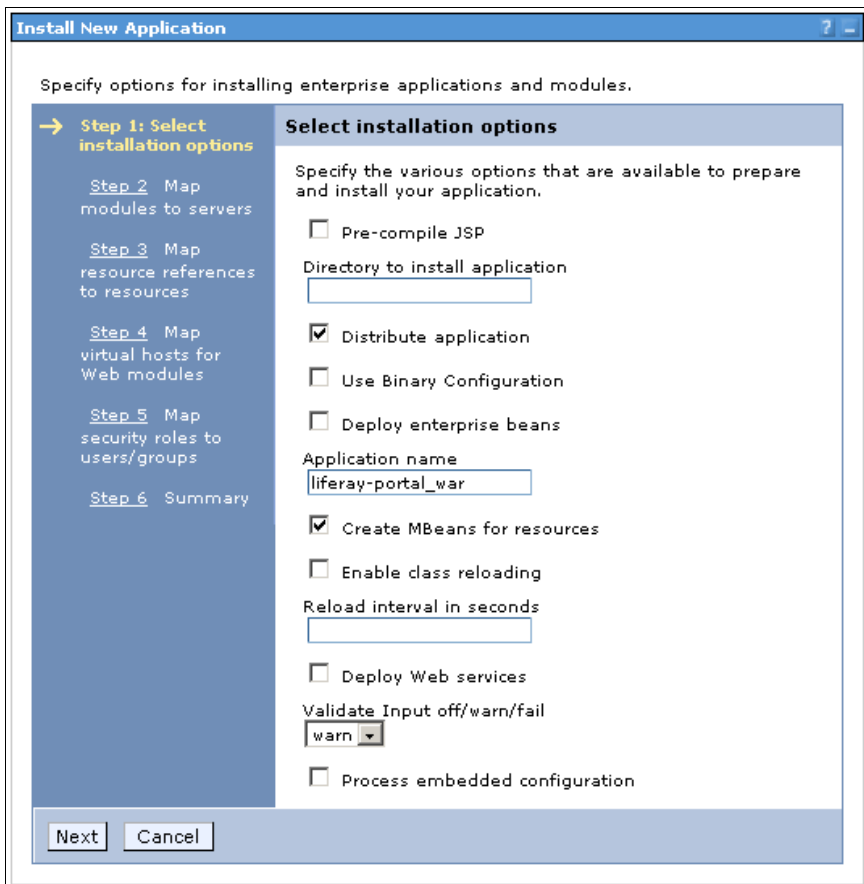 Install New Application
? –
Specify options for installing enterprise applications and modules.
Step 1: Select
installation options
Step 2 Map
modules to servers
Step 3 Map
resource references
to resources
Step 4 Map
virtual hosts for
Web modules
Step 5 Map
security roles to
users/groups
Step 6 Summary
Select installation options
Specify the various options that are available to prepare
and install your application.
Pre-compile JSP
Directory to install application
Distribute application
Use Binary Configuration
Deploy enterprise beans
Application name
liferay-portal_war
Create MBeans for resources
Enable class reloading
Reload interval in seconds
Deploy Web services
Validate Input off/warn/fail
warn
Process embedded configuration
Next Cancel